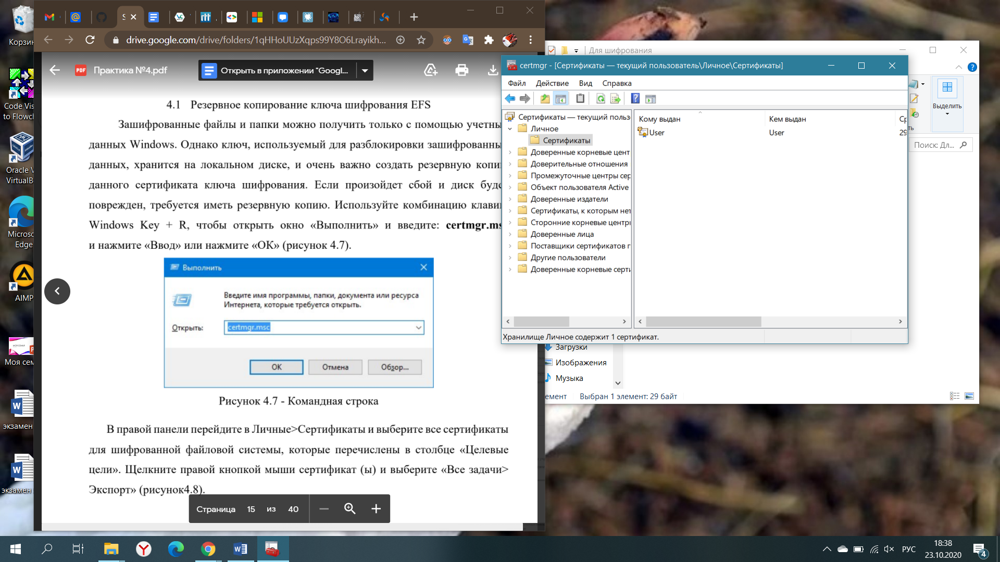 Корзин
Code Vis
to Flowch
Oracle V
VirtualB
Microso
Edge
AIMP
МОЯ СЕМЬЯ
Моя сем
экзамен
экзамен
S
drive.google.com/drive/folders/1qHHoUUzXqps99Y8O6Lrayikh...
PDF Практика №4.pdf
Открыть в приложении "Googl...
4.1 Резервное копирование ключа шифрования EFS
Зашифрованные файлы и папки можно получить только с помощью учетны
данных Windows. Однако ключ, используемый для разблокировки зашифрованны
данных, хранится на локальном диске, и очень важно создать резервную копи
данного сертификата ключа шифрования. Если произойдет сбой и диск буде
поврежден, требуется иметь резервную копию. Используйте комбинацию клави
Windows Key + R, чтобы открыть окно «Выполнить» и введите: certmgr.ms
и нажмите «Ввод» или нажмите «ОК» (рисунок 4.7).
Выполнить
Введите имя программы, папки, документа или ресурса
Интернета, которые требуется открыть.
Открыть:
certmgr.msc
ОК
Отмена
Обзор...
Рисунок 4.7 - Командная строка
В правой панели перейдите в Личные>Сертификаты и выберите все сертификаты
для шифрованной файловой системы, которые перечислены в столбце «Целевые
цели». Щелкните правой кнопкой мыши сертификат (ы) и выберите «Все задачи>
Экспорт» (рисунок4.8).
Страница 15 из 40
Для шифрования
certmgr - [Сертификаты — текущий пользователь\Личное\Сертификаты]
Файл Действие Вид Справка
Сертификаты — текущий польз
Личное
Сертификаты
Доверенные корневые цент
Доверительные отношения
Промежуточные центры сер
Объект пользователя Active
Доверенные издатели
Сертификаты, к которым нет
Сторонние корневые центры
Доверенные лица
Поставщики сертификатов п
Другие пользователи
Доверенные корневые серти
Кому выдан
Кем выдан
Ср
User
User
29
Хранилище Личное содержит 1 сертификат.
Выделить
ть
Поиск: Дл...
Загрузки
Изображения
Музыка
емент
Выбран 1 элемент: 29 байт
РУС
18:38
23.10.2020
4